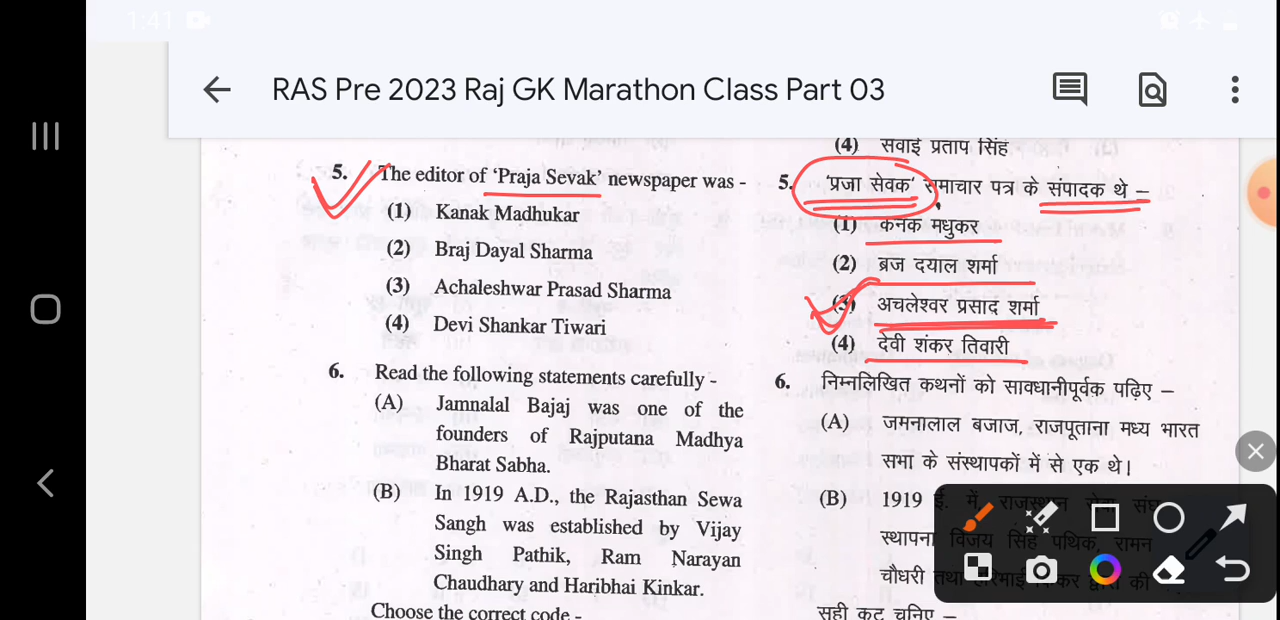 1:41
RAS Pre 2023 Raj GK Marathon Class Part 03
5. The editor of ‘Praja Sevak’ newspaper was -
(1) Kanak Madhukar
(2) Braj Dayal Sharma
(3) Achaleshwar Prasad Sharma
(4) Devi Shankar Tiwari
6. Read the following statements carefully -
(A) Jamnalal Bajaj was one of the
founders of Rajputana Madhya
Bharat Sabha.
(B) In 1919 A.D., the Rajasthan Sewa
Sangh was established by Vijay
Singh Pathik, Ram Narayan
Chaudhary and Haribhai Kinkar.
Choose the correct code -
(4) सवाई प्रताप सिंह
5. ‘प्रजा सेवक’ समाचार पत्र के संपादक थे –
(1) कनक मधुकर
(2) ब्रज दयाल शर्मा
(3) अचलेश्वर प्रसाद शर्मा
(4) देवी शंकर तिवारी
6. निम्नलिखित कथनों को सावधानीपूर्वक पढ़िए –
(A) जमनालाल बजाज, राजपूताना मध्य भारत
सभा के संस्थापकों में से एक थे।
(B) 1919 ई. में, राजस्थान सेवा संघ
स्थापना विजय सिंह पथिक,
चौधरी तथा
सही कूट चुनिए –